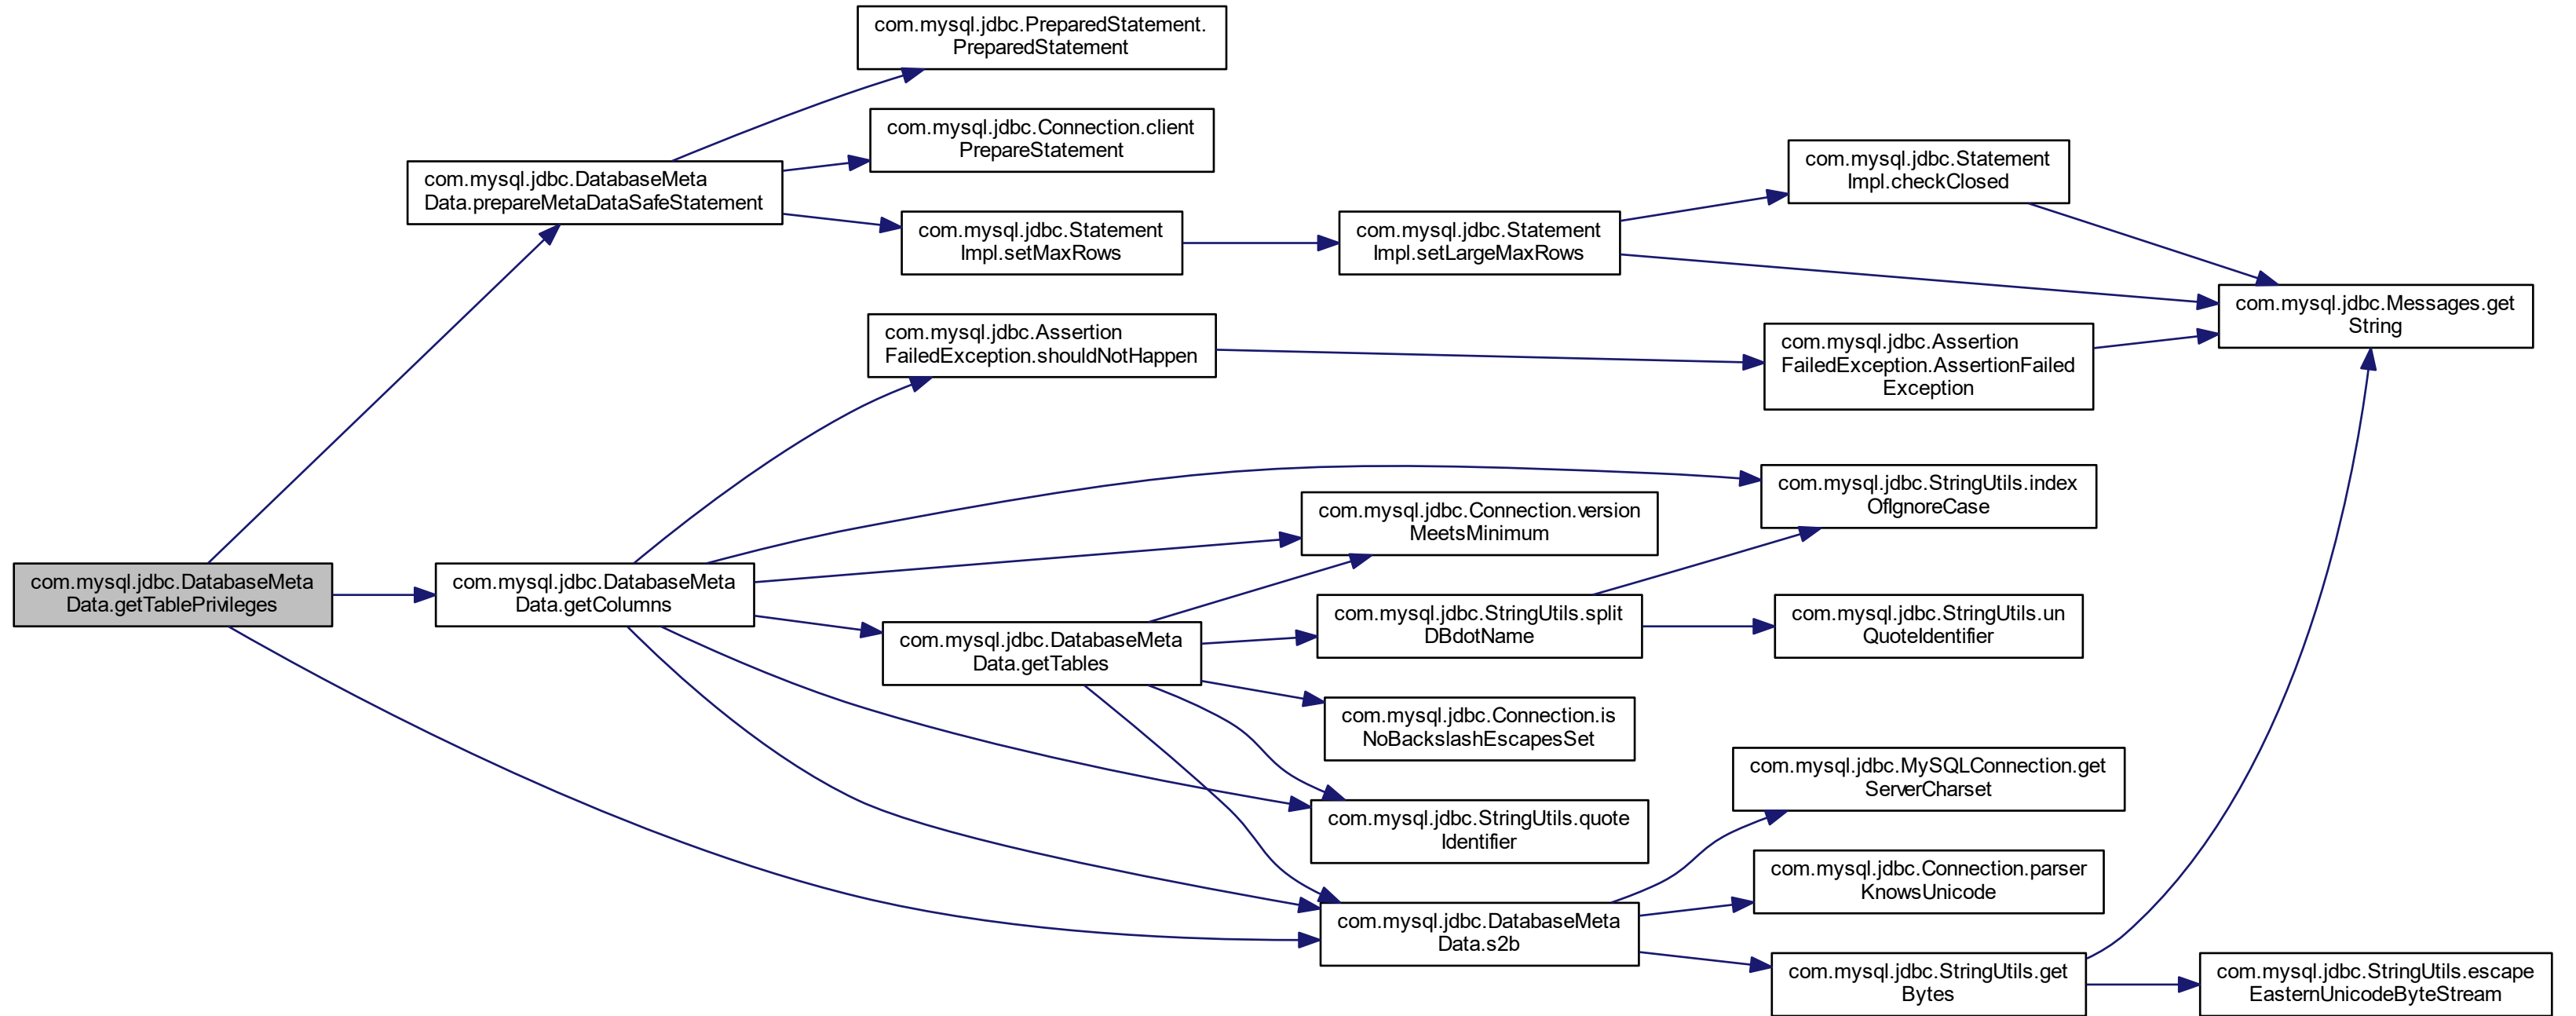 com.mysql.jdbc.PreparedStatement.
PreparedStatement
com.mysql.jdbc.Connection.client
PrepareStatement
com.mysql.jdbc.DatabaseMeta
Data.prepareMetaDataSafeStatement
com.mysql.jdbc.Statement
Impl.setMaxRows
com.mysql.jdbc.Statement
Impl.setLargeMaxRows
com.mysql.jdbc.Statement
Impl.checkClosed
com.mysql.jdbc.Messages.get
String
com.mysql.jdbc.Assertion
FailedException.shouldNotHappen
com.mysql.jdbc.Assertion
FailedException.AssertionFailed
Exception
com.mysql.jdbc.StringUtils.index
OfIgnoreCase
com.mysql.jdbc.Connection.version
MeetsMinimum
com.mysql.jdbc.DatabaseMeta
Data.getTablePrivileges
com.mysql.jdbc.DatabaseMeta
Data.getColumns
com.mysql.jdbc.DatabaseMeta
Data.getTables
com.mysql.jdbc.StringUtils.split
DBdotName
com.mysql.jdbc.StringUtils.un
QuoteIdentifier
com.mysql.jdbc.Connection.is
NoBackslashEscapesSet
com.mysql.jdbc.MySQLConnection.get
ServerCharset
com.mysql.jdbc.StringUtils.quote
Identifier
com.mysql.jdbc.Connection.parser
KnowsUnicode
com.mysql.jdbc.DatabaseMeta
Data.s2b
com.mysql.jdbc.StringUtils.get
Bytes
com.mysql.jdbc.StringUtils.escape
EasternUnicodeByteStream